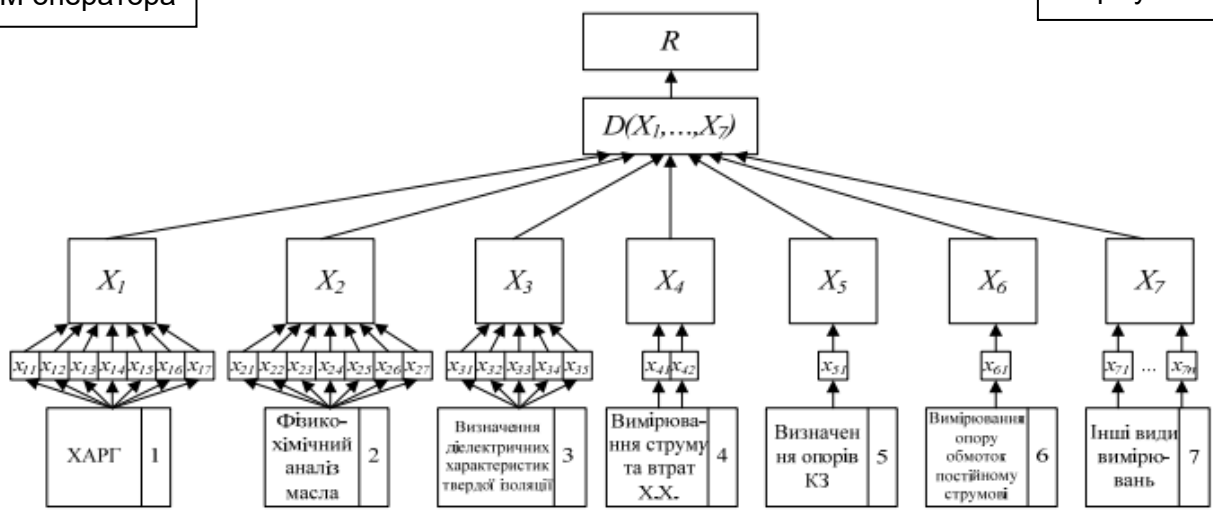 М оператора
R
D(X₁,…,X₇)
X₁ X₂ X₃ X₄ X₅ X₆ X₇
x₁₁ x₁₂ x₁₃ x₁₄ x₁₅ x₁₆ x₁₇ x₂₁ x₂₂ x₂₃ x₂₄ x₂₅ x₂₆ x₂₇ x₃₁ x₃₂ x₃₃ x₃₄ x₃₅ x₄₁ x₄₂ x₅₁ x₆₁ x₇₁ ... x₇ₙ
ХАРГ
1
Фізико-
хімічний
аналіз
масла
2
Визначення
діелектричних
характеристик
твердої ізоляції
3
Вимірюва-
ння струму
та втрат
Х.Х.
4
Визначен
ня опорів
КЗ
5
Вимірювання
опору
обмоток
постійному
струмові
6
Інші види
вимірю-
вань
7